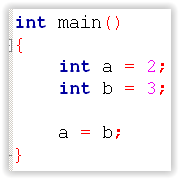 int main()
{
int a = 2;
int b = 3;
a = b;
}